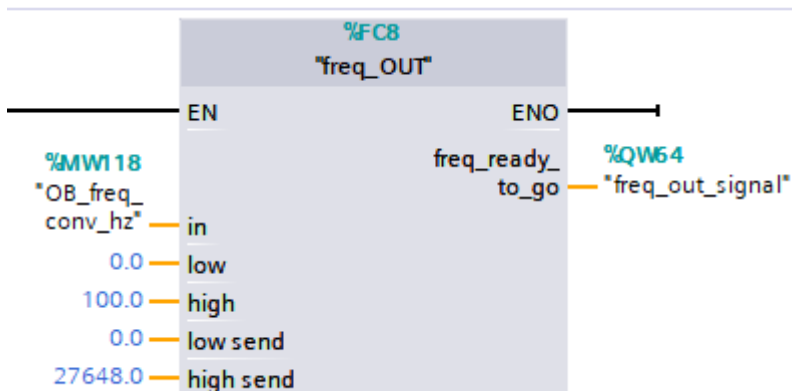 %FC8
"freq_OUT"
EN
ENO
%MW118
"OB_freq_
conv_hz"
in
freq_ready_
to_go
%QW64
"freq_out_signal"
0.0
low
100.0
high
0.0
low send
27648.0
high send